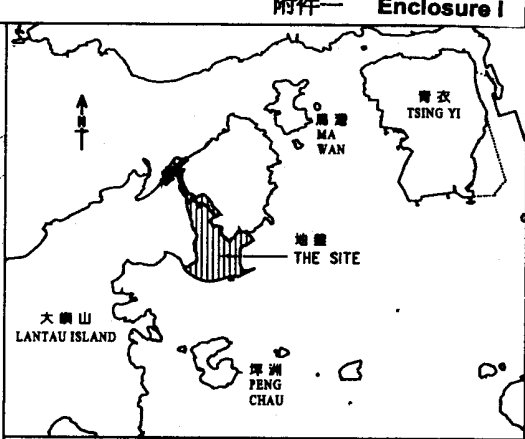 附件一 Enclosure I
青衣
TSING YI
馬灣
MA
WAN
N
地盤
THE SITE
大嶼山
LANTAU ISLAND
坪洲
PENG
CHAU